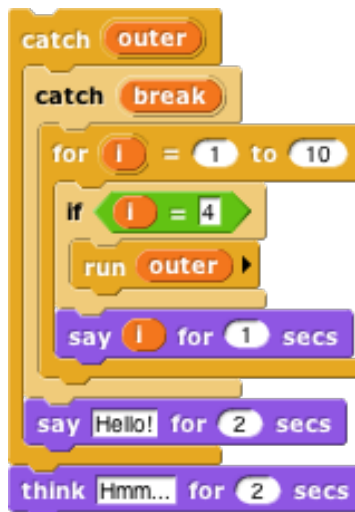 catch outer
catch break
for i = 1 to 10
if i = 4
run outer
say i for 1 secs
say Hello! for 2 secs
think Hmm... for 2 secs